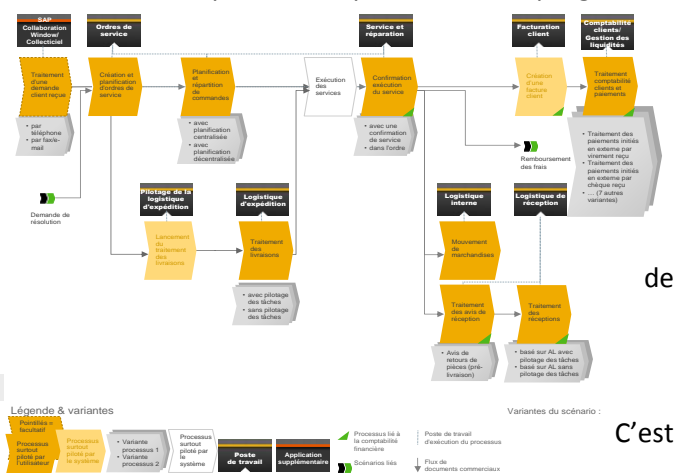 SAP
Collaboration
Window/
Collecticiel
Ordres de
service
Service et
réparation
Facturation
client
Comptabilité
clients/
Gestion des
liquidités
Traitement
d'une
demande
client reçue
Création et
planification
d'ordres de
service
Planification
et
répartition
de
commandes
Exécution
des
services
Confirmation
exécution
du service
Création
d'une
facture
client
Traitement
comptabilité
clients et
paiements
• par
téléphone
• par fax/e-
mail
• avec
planification
centralisée
• avec
planification
décentralisée
• avec une
confirmation
de service
• dans l'ordre
• Traitement des
paiements initiés
en externe par
virement reçu
• Traitement des
paiements initiés
en externe par
chèque reçu
• ... (7 autres
variantes)
Remboursement
des frais
Demande de
résolution
Pilotage de la
logistique
d'expédition
Logistique
d'expédition
Logistique
interne
Logistique de
réception
Lancement
du
traitement
des
livraisons
Traitement
des
livraisons
Mouvement
de
marchandises
• avec pilotage
des tâches
• sans pilotage
des tâches
Traitement
des avis de
réception
Traitement
des
réceptions
• Avis de
retours de
pièces (pré-
livraison)
• basé sur AL avec
pilotage des tâches
• basé sur AL sans
pilotage des tâches
de
Légende & variantes
Variantes du scénario :
C'est
Pointillés =
facultatif
Processus
surtout
piloté par
l'utilisateur
Processus
surtout
piloté par
le système
• Variante
processus 1
• Variante
processus 2
Processus
surtout
piloté par
le système
Poste
de travail
Application
supplémentaire
Processus lié à
la comptabilité
financière
Scénarios liés
Poste de travail
d'exécution du processus
Flux de
documents commerciaux